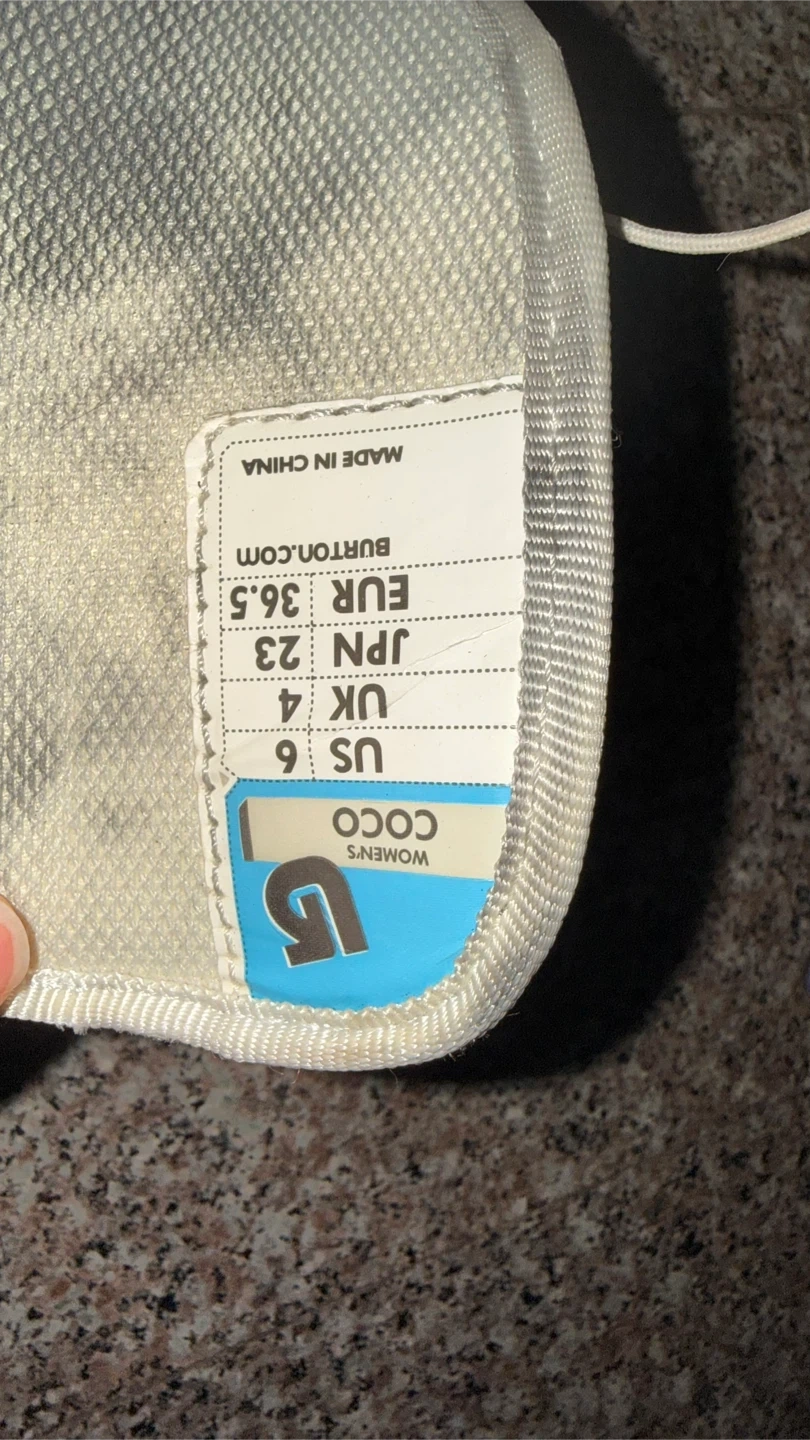 WOMEN'S
COCO
US 6
UK 4
JPN 23
EUR 36.5
BURTON.COM
MADE IN CHINA